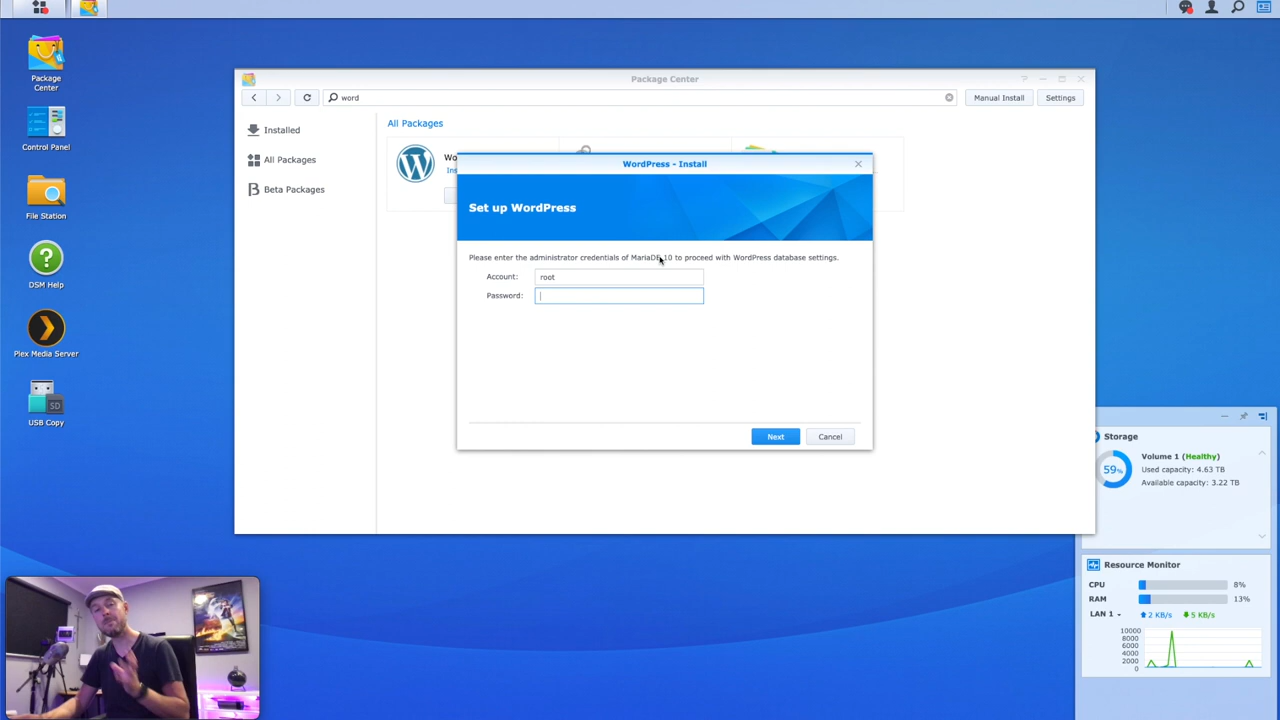 Package
Center
Control Panel
File Station
DSM Help
Plex Media Server
SD
USB Copy
Package Center
word
Manual Install
Settings
Installed
All Packages
Beta Packages
All Packages
Wo
Ins
WordPress - Install
Set up WordPress
Please enter the administrator credentials of MariaDB 10 to proceed with WordPress database settings.
Account:
root
Password:
Next
Cancel
Storage
59%
Volume 1 (Healthy)
Used capacity: 4.63 TB
Available capacity: 3.22 TB
Resource Monitor
CPU
8%
RAM
13%
LAN 1
2 KB/s
5 KB/s
10000
8000
6000
4000
2000
0